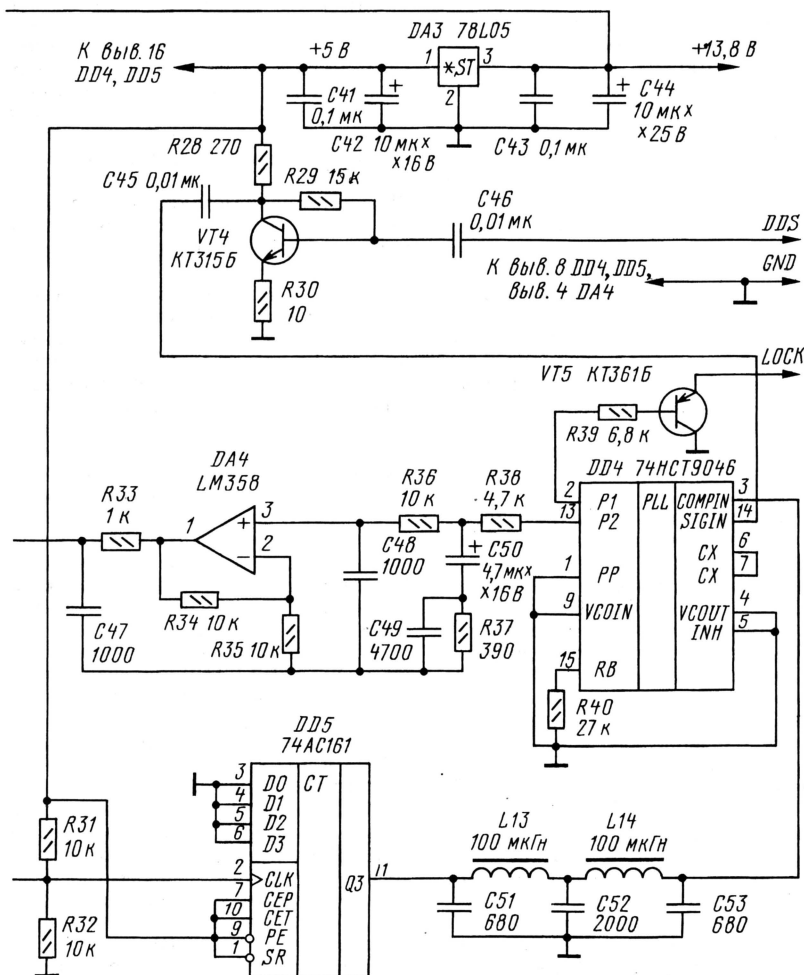 DA3 78L05
К выв.16
DD4, DD5
+5 В
1
*ST
3
2
+13,8 В
C41
0,1 мк
+
C42 10 мк×
×16 В
C43 0,1 мк
+
C44
10 мк×
×25 В
R28 270
C45 0,01 мк
R29 15 к
VT4
КТ315Б
C46
0,01 мк
DDS
К выв. 8 DD4, DD5,
выв. 4 DA4
GND
R30
10
LOCK
VT5 КТ361Б
R39 6,8 к
DD4 74HCT9046
DA4
LM358
R33
1 к
1
+
3
−
2
R36
10 к
R38
4,7 к
C48
1000
+
C50
4,7 мк×
×16 В
2
P1
13
P2
1
PP
9
VCOIN
15
RB
PLL
COMPIN
3
SIGIN
14
CX
6
CX
7
VCOUT
4
INH
5
R34 10 к
R35 10 к
C47
1000
C49
4700
R37
390
R40
27 к
DD5
74AC161
3
D0
CT
4
D1
5
D2
6
D3
2
CLK
7
CEP
10
CET
9
PE
1
SR
Q3
11
R31
10 к
R32
10 к
L13
100 мкГн
L14
100 мкГн
C51
680
C52
2000
C53
680